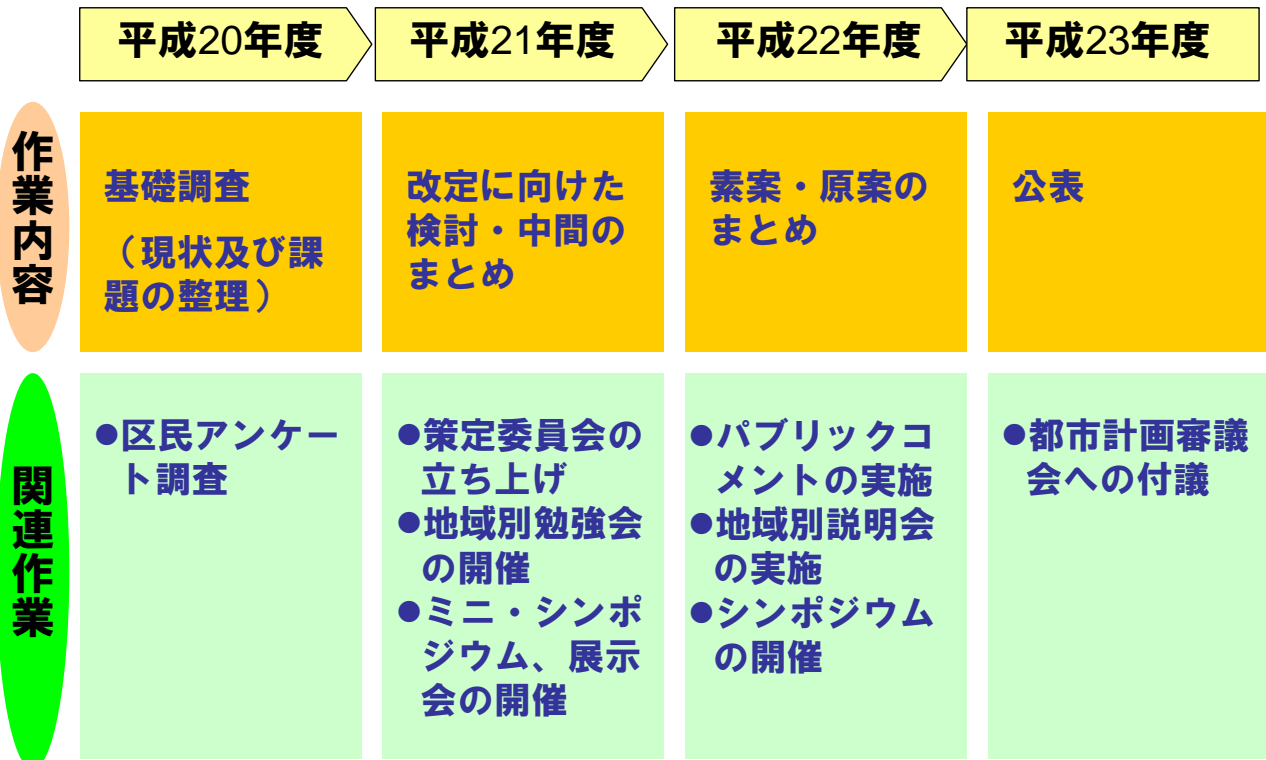 平成20年度
平成21年度
平成22年度
平成23年度
作業内容
基礎調査
（現状及び課
題の整理）
改定に向けた
検討・中間の
まとめ
素案・原案の
まとめ
公表
関連作業
●区民アンケー
ト調査
●策定委員会の
立ち上げ
●地域別勉強会
の開催
●ミニ・シンポ
ジウム、展示
会の開催
●パブリックコ
メントの実施
●地域別説明会
の実施
●シンポジウム
の開催
●都市計画審議
会への付議